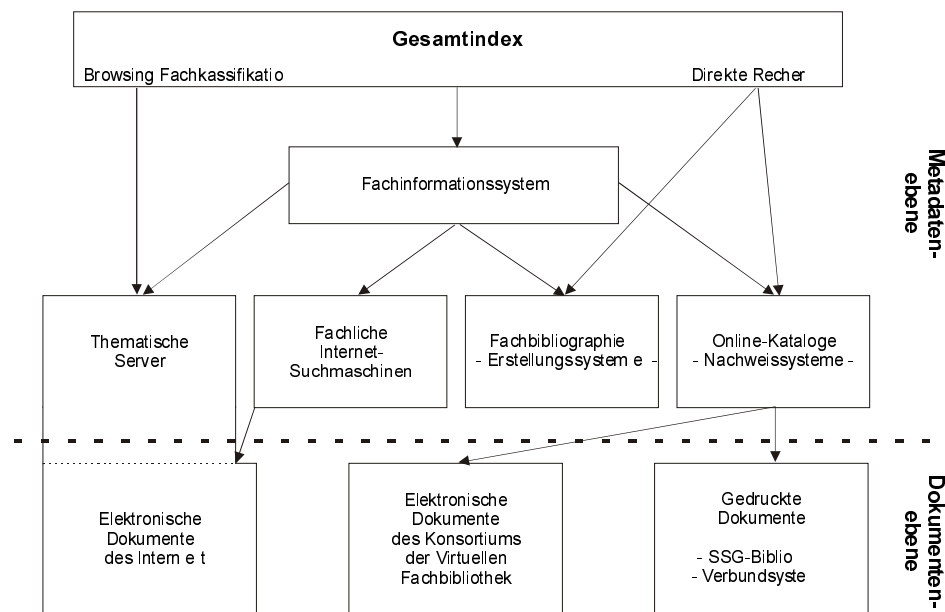 Gesamtindex
Browsing Fachkassifikatio
Direkte Recher
Metadaten-
ebene
Fachinformationssystem
Thematische
Server
Fachliche
Internet-
Suchmaschinen
Fachbibliographie
- Erstellungssystem e -
Online-Kataloge
- Nachweissysteme -
Elektronische
Dokumente
des Intern e t
Elektronische
Dokumente
des Konsortiums
der Virtuellen
Fachbibliothek
Gedruckte
Dokumente
- SSG-Biblio
- Verbundsyste
Dokumenten-
ebene